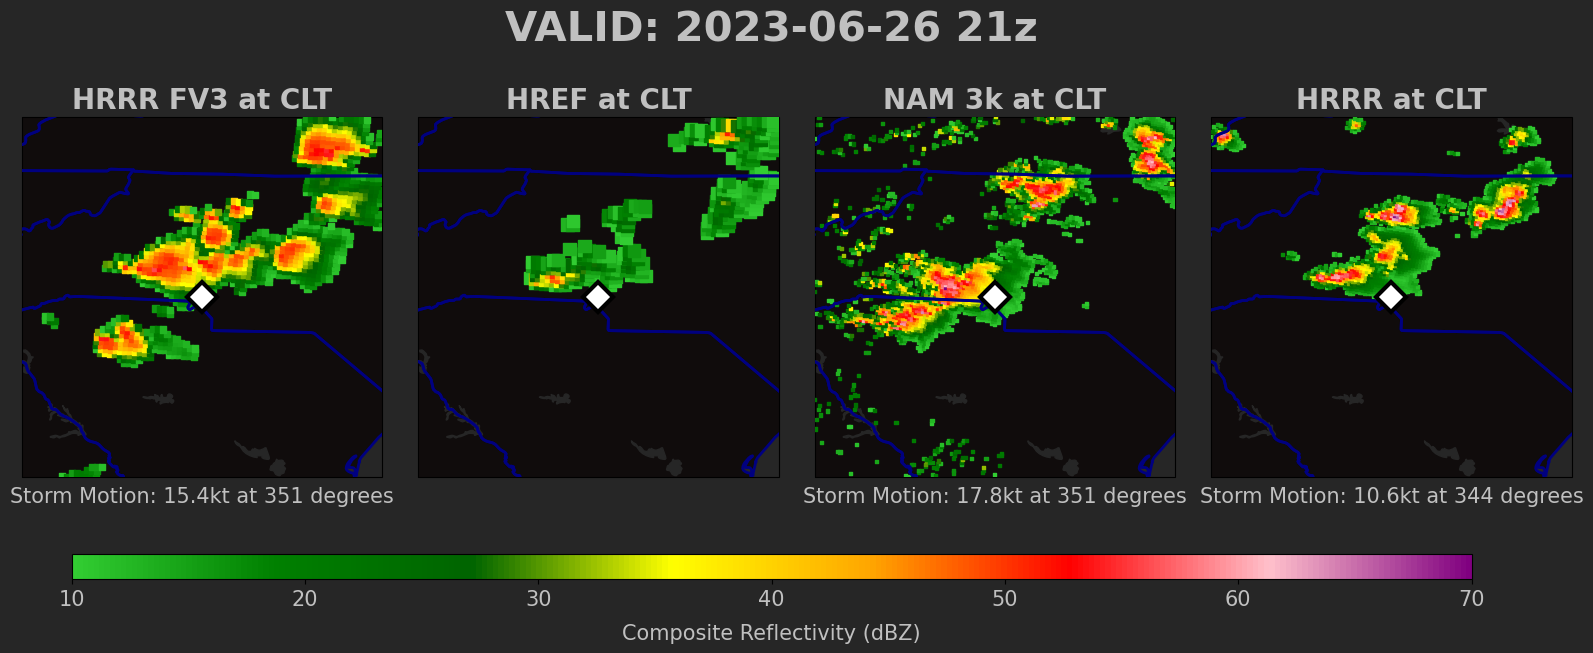 VALID: 2023-06-26 21z
HRRR FV3 at CLT
HREF at CLT
NAM 3k at CLT
HRRR at CLT
Storm Motion: 15.4kt at 351 degrees
Storm Motion: 17.8kt at 351 degrees
Storm Motion: 10.6kt at 344 degrees
10 20 30 40 50 60 70
Composite Reflectivity (dBZ)